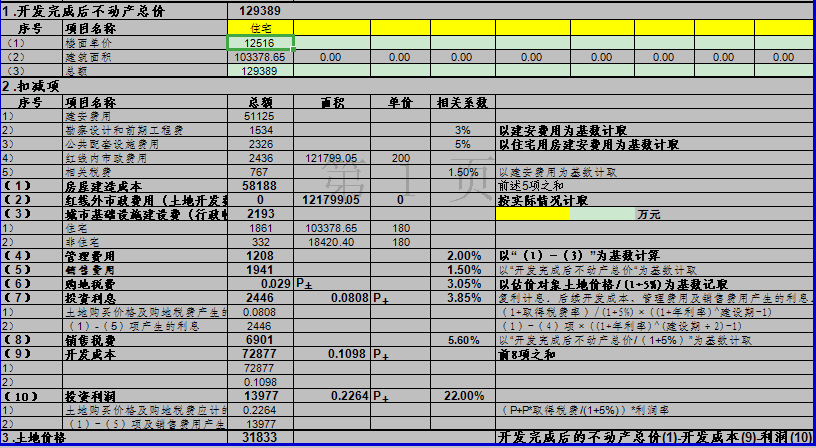 1.开发完成后不动产总价 129389
序号 项目名称 住宅
(1) 楼面单价 12516
(2) 建筑面积 103378.65 0.00 0.00 0.00 0.00 0.00 0.00 0.00
(3) 总额 129389
2.扣减项
序号 项目名称 总额 面积 单价 相关系数
1) 建安费用 51125
2) 勘察设计和前期工程费 1534 3% 以建安费用为基数计取
3) 公共配套设施费用 2326 5% 以住宅用房建安费用为基数计取
4) 红线内市政费用 2436 121799.05 200
5) 相关税费 767 1.50% 以建安费用为基数计取
(1) 房屋建造成本 58188 前述5项之和
(2) 红线外市政费用(土地开发费 0 121799.05 0 按实际情况计取
(3) 城市基础设施建设费(行政 2193 万元
1) 住宅 1861 103378.65 180
2) 非住宅 332 18420.40 180
(4) 管理费用 1208 2.00% 以“(1)-(3)”为基数计算
(5) 销售费用 1941 1.50% 以"开发完成后不动产总价"为基数计取
(6) 购地税费 0.029 P± 3.05% 以估价对象土地价格/(1+5%)为基数记取
(7) 投资利息 2446 0.0808 P+ 3.85% 复利计息。后续开发成本、管理费用及销售费用产生的利息。
1) 土地购买价格及购地税费产生的 0.0808 (1+取得税费率)/(1+5%)×((1+年利率)^建设期-1)
2) (1)-(5)项产生的利息 2446 (1)-(4)项×((1+年利率)^(建设期÷2)-1)
(8) 销售税费 6901 5.60% 以“开发完成后不动产总价/(1+5%)”为基数计取
(9) 开发成本 72877 0.1098 P+ 前8项之和
1) 72877
2) 0.1098
(10) 投资利润 13977 0.2264 P+ 22.00%
1) 土地购买价格及购地税费应计的 0.2264 (P+P*取得税费/(1+5%))*利润率
2) (1)-(5)项及销售费用产生 13977
3.土地价格 31833 开发完成后的不动产总价(1)-开发成本(9)-利润(10)
第 1 页